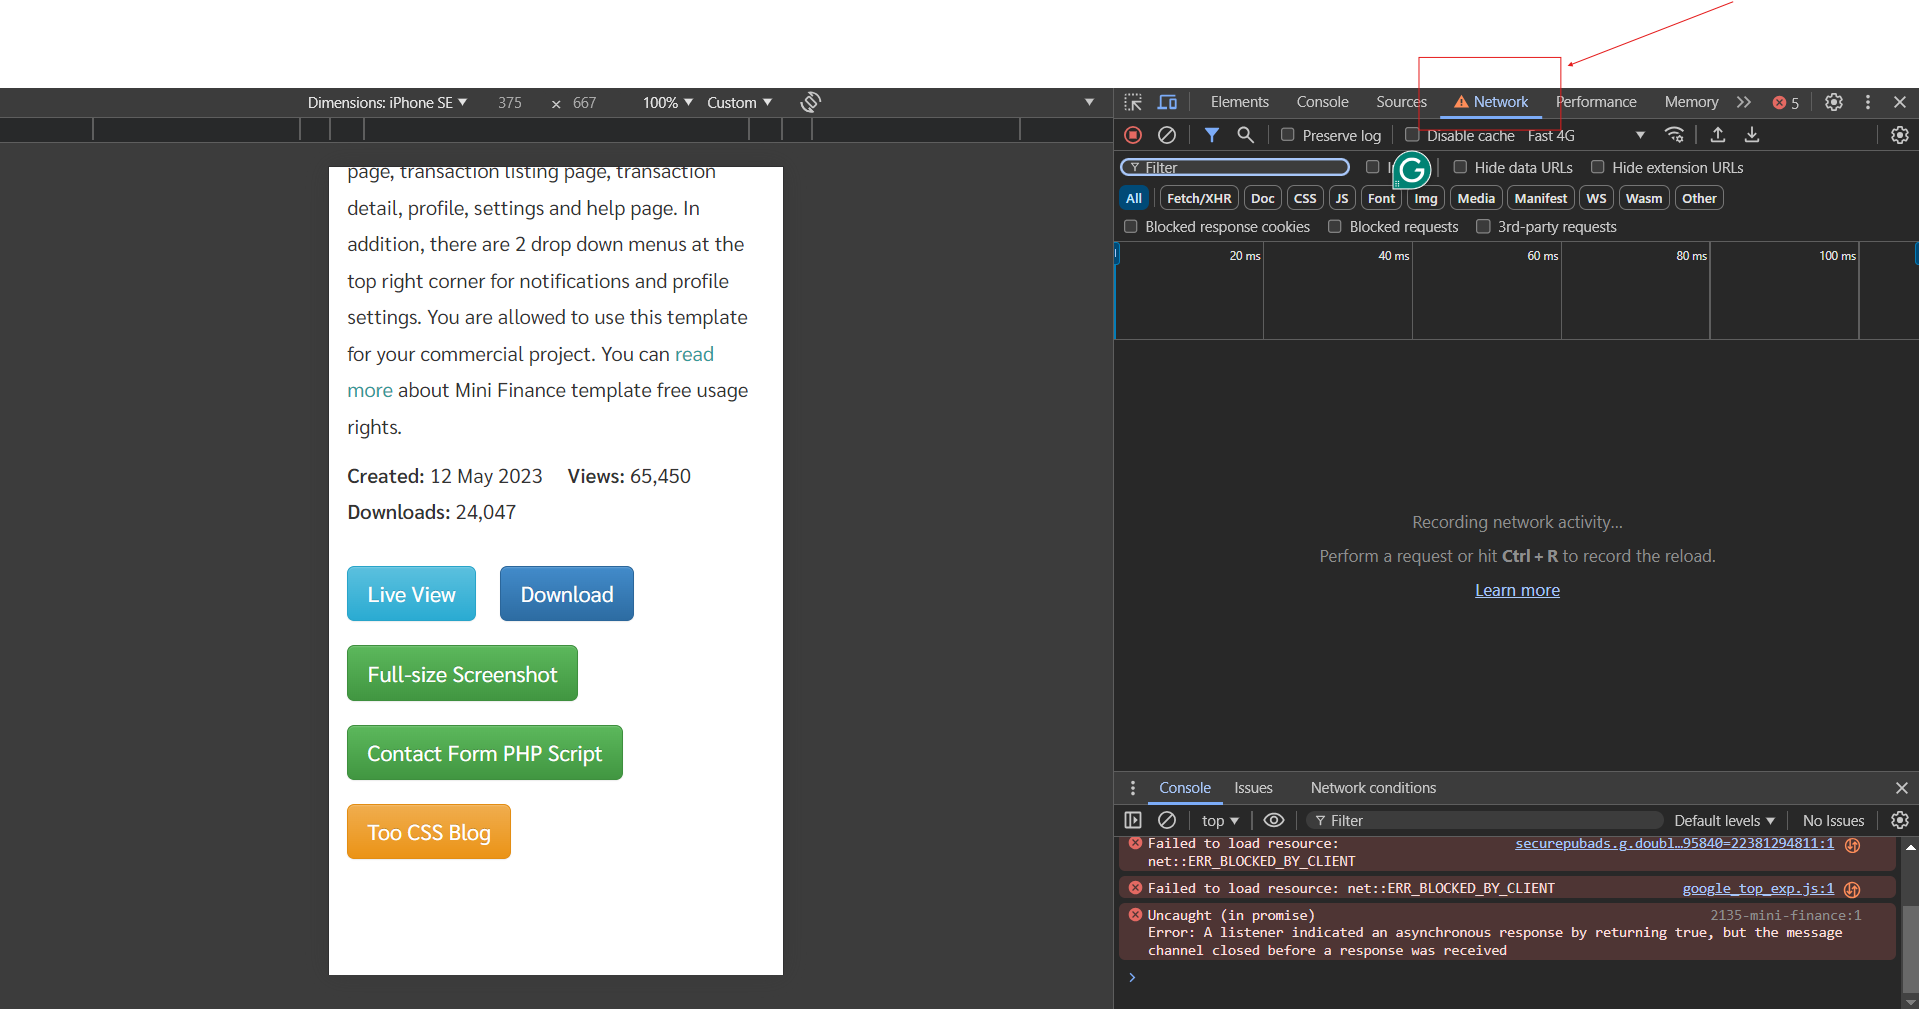 Dimensions: iPhone SE 375 × 667 100% Custom
Elements Console Sources Network Performance Memory 5
Preserve log Disable cache Fast 4G
Filter Hide data URLs Hide extension URLs
All Fetch/XHR Doc CSS JS Font Img Media Manifest WS Wasm Other
Blocked response cookies Blocked requests 3rd-party requests
20 ms 40 ms 60 ms 80 ms 100 ms
Recording network activity...
Perform a request or hit Ctrl + R to record the reload.
Learn more
page, transaction listing page, transaction
detail, profile, settings and help page. In
addition, there are 2 drop down menus at the
top right corner for notifications and profile
settings. You are allowed to use this template
for your commercial project. You can read
more about Mini Finance template free usage
rights.
Created: 12 May 2023 Views: 65,450
Downloads: 24,047
Live View Download
Full-size Screenshot
Contact Form PHP Script
Too CSS Blog
Console Issues Network conditions
top Filter Default levels No Issues
Failed to load resource: securepubads.g.doubl…95840=22381294811:1
net::ERR_BLOCKED_BY_CLIENT
Failed to load resource: net::ERR_BLOCKED_BY_CLIENT google_top_exp.js:1
Uncaught (in promise) 2135-mini-finance:1
Error: A listener indicated an asynchronous response by returning true, but the message
channel closed before a response was received